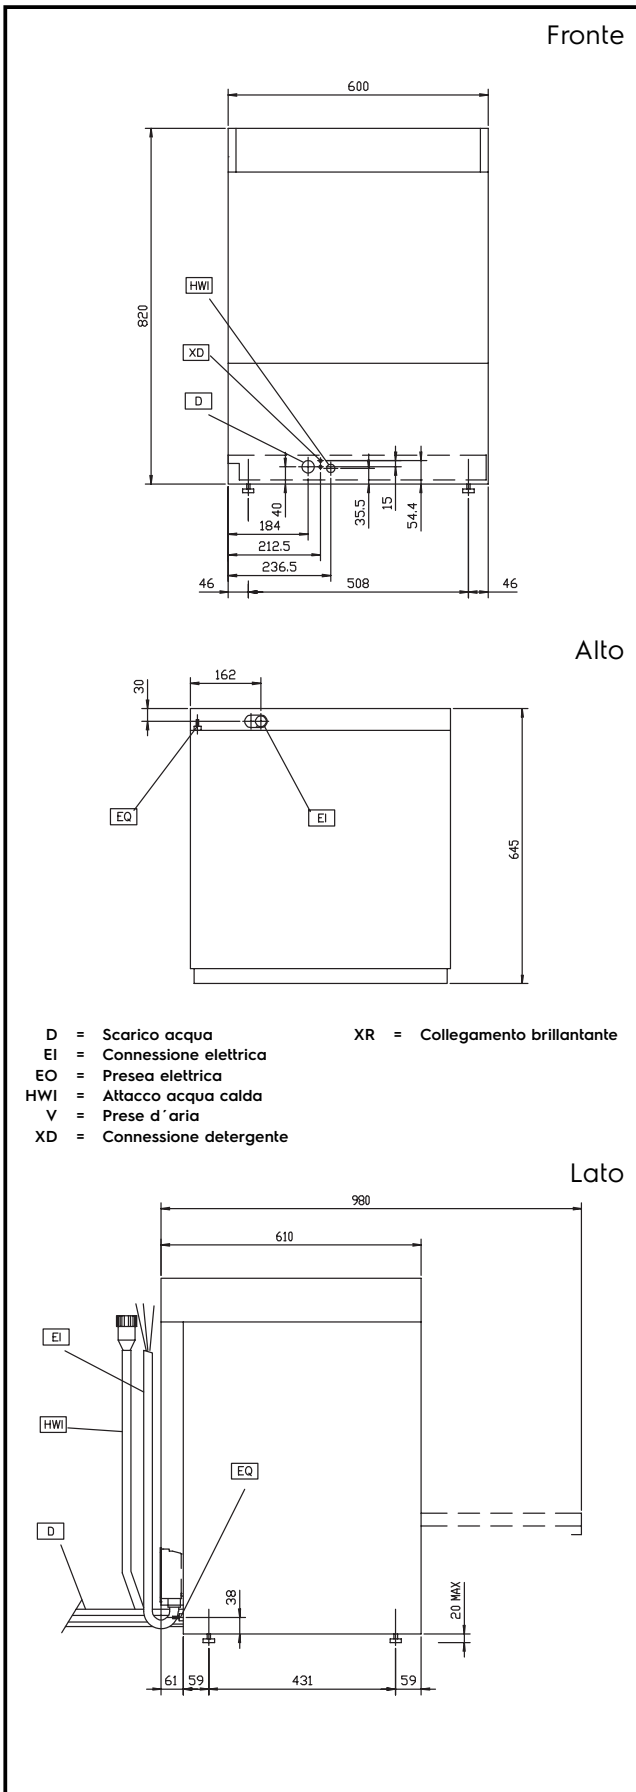 Fronte
600
820
HWI
XD
D
40
35.5
15
54.4
184
212.5
236.5
46
508
46
Alto
162
30
EQ
EI
645
D = Scarico acqua
EI = Connessione elettrica
EO = Presea elettrica
HWI = Attacco acqua calda
V = Prese d´aria
XD = Connessione detergente
XR = Collegamento brillantante
Lato
980
610
EI
HWI
EQ
D
38
20 MAX
61
59
431
59